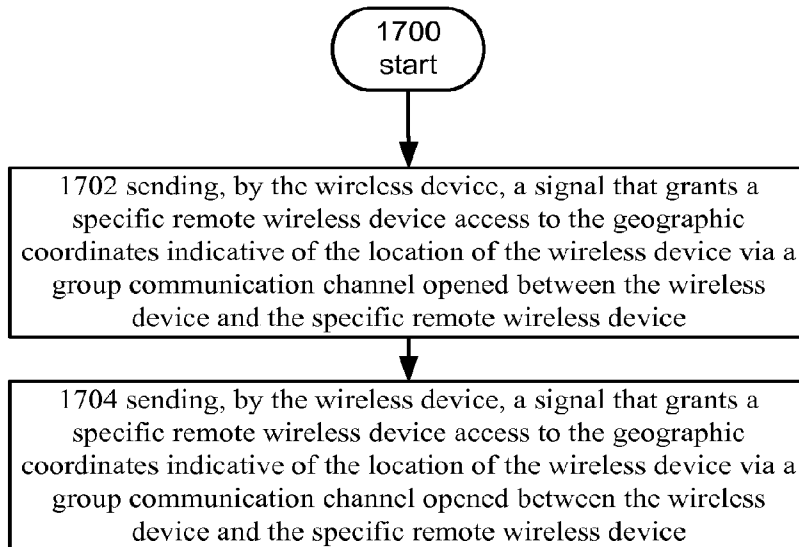 1700
start
1702 sending, by the wireless device, a signal that grants a
specific remote wireless device access to the geographic
coordinates indicative of the location of the wireless device via a
group communication channel opened between the wireless
device and the specific remote wireless device
1704 sending, by the wireless device, a signal that grants a
specific remote wireless device access to the geographic
coordinates indicative of the location of the wireless device via a
group communication channel opened between the wireless
device and the specific remote wireless device